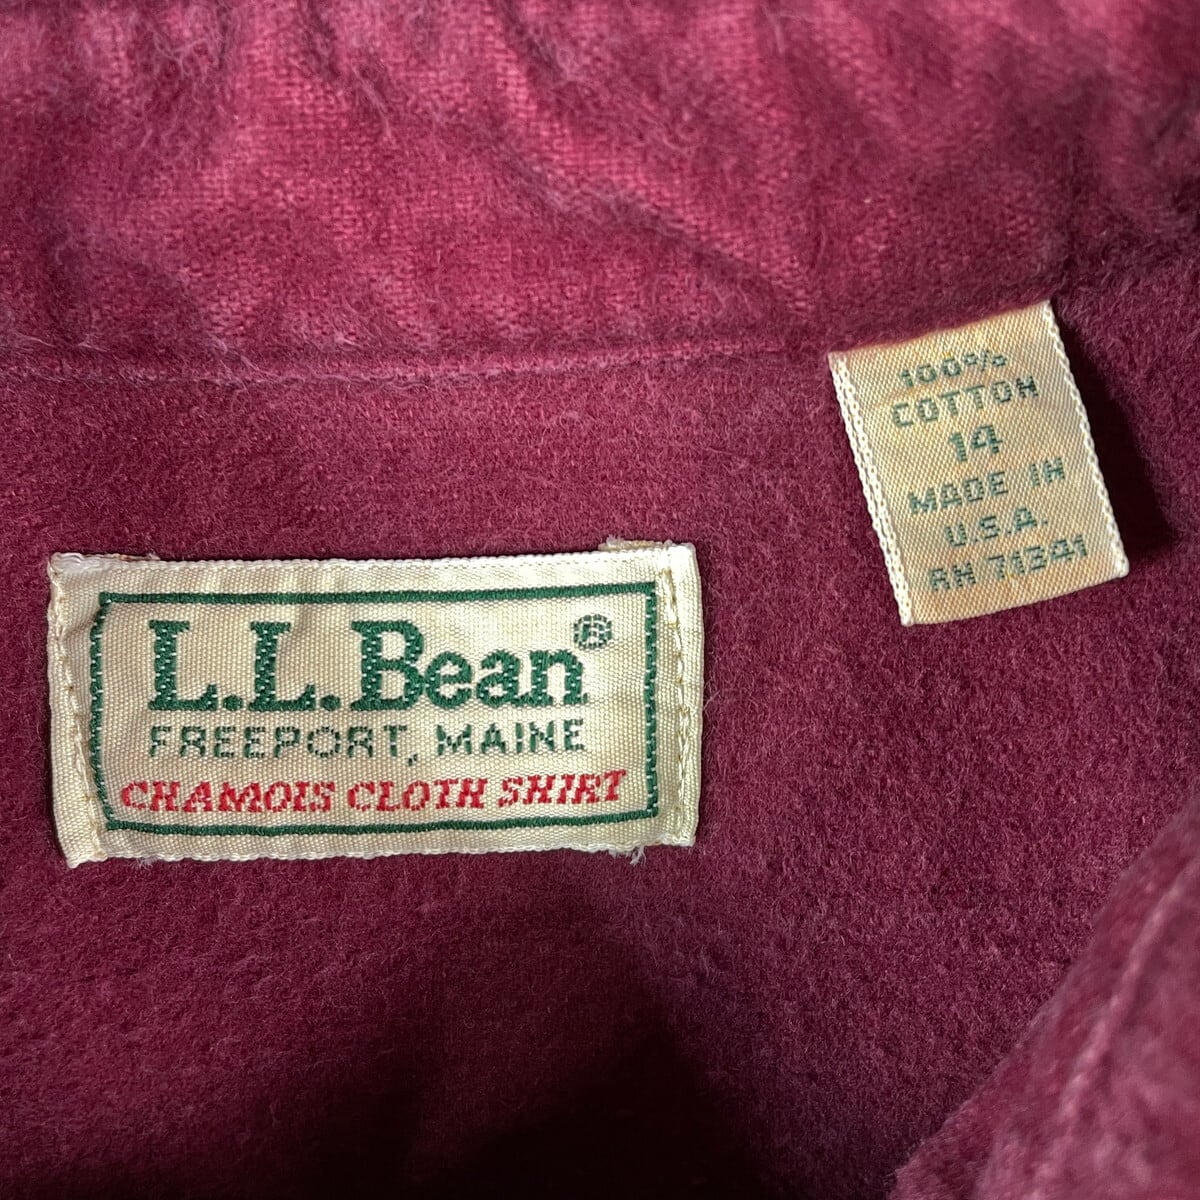 L.L.Bean®
FREEPORT, MAINE
CHAMOIS CLOTH SHIRT
100%
COTTON
14
MADE IN
U.S.A.
RN 71341